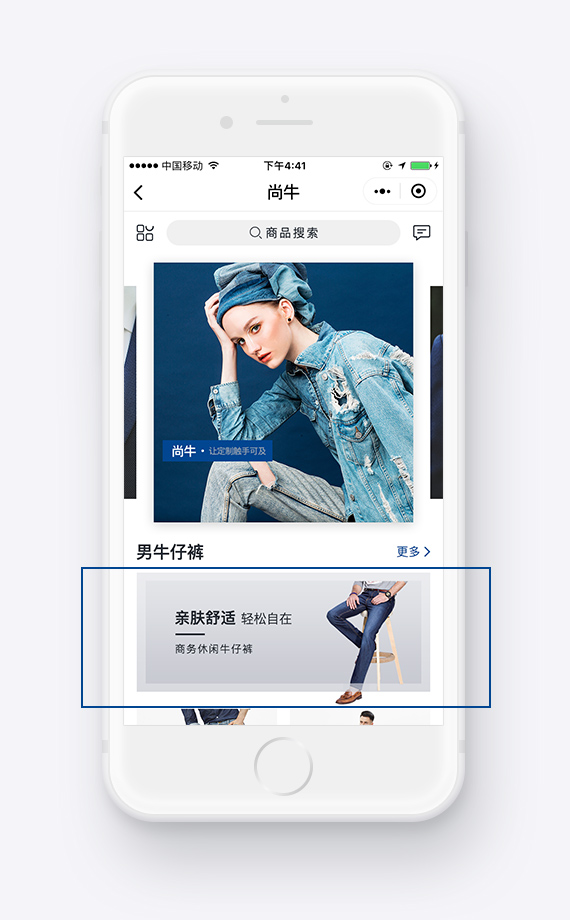 中国移动 下午4:41
尚牛
商品搜索
尚牛 · 让定制触手可及
男牛仔裤 更多
亲肤舒适 轻松自在
商务休闲牛仔裤